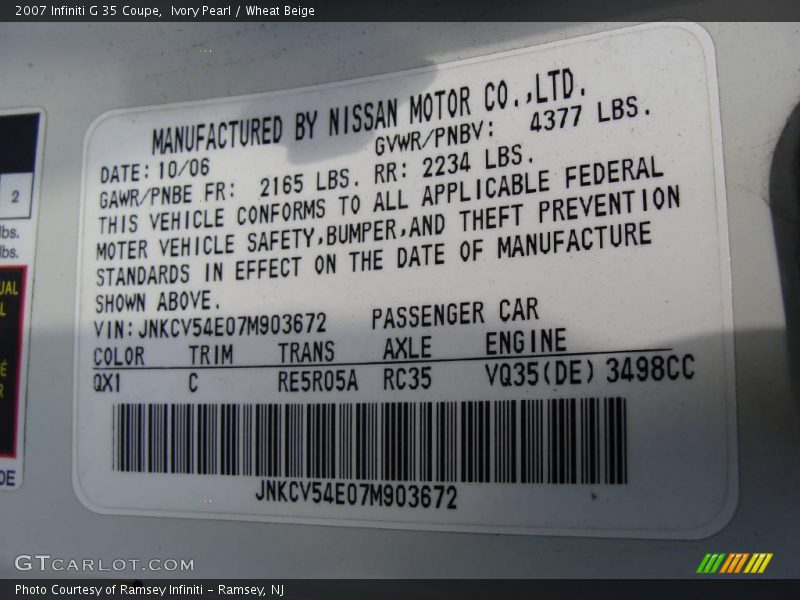 2007 Infiniti G 35 Coupe, Ivory Pearl / Wheat Beige
MANUFACTURED BY NISSAN MOTOR CO.,LTD.
DATE: 10/06 GVWR/PNBV: 4377 LBS.
GAWR/PNBE FR: 2165 LBS. RR: 2234 LBS.
THIS VEHICLE CONFORMS TO ALL APPLICABLE FEDERAL
MOTER VEHICLE SAFETY,BUMPER,AND THEFT PREVENTION
STANDARDS IN EFFECT ON THE DATE OF MANUFACTURE
SHOWN ABOVE.
VIN: JNKCV54E07M903672 PASSENGER CAR
COLOR TRIM TRANS AXLE ENGINE
QX1 C RE5R05A RC35 VQ35(DE) 3498CC
JNKCV54E07M903672
2
lbs.
lbs.
GTCARLOT.COM
Photo Courtesy of Ramsey Infiniti - Ramsey, NJ